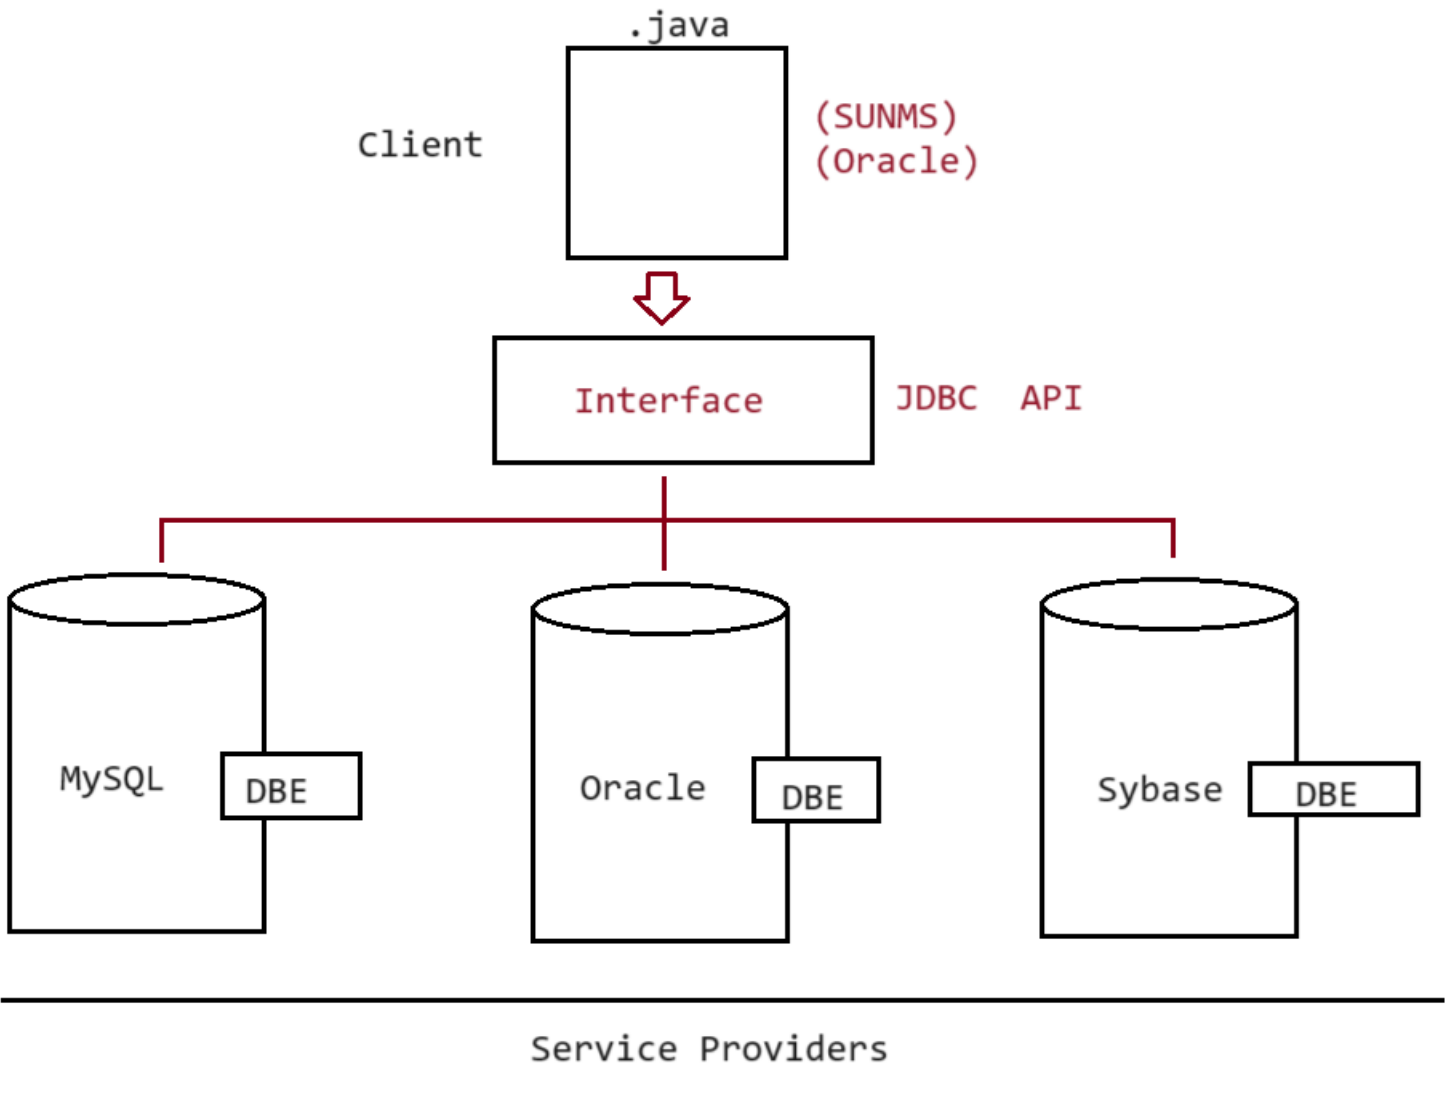 .java
Client
(SUNMS)
(Oracle)
Interface
JDBC API
MySQL
DBE
Oracle
DBE
Sybase
DBE
Service Providers